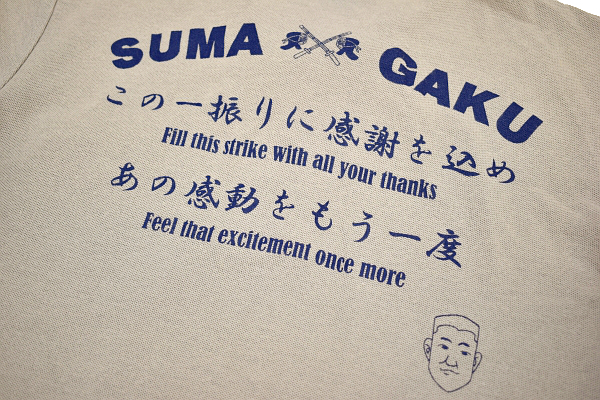 SUMA GAKU
この一振りに感謝を込め
Fill this strike with all your thanks
あの感動をもう一度
Feel that excitement once more